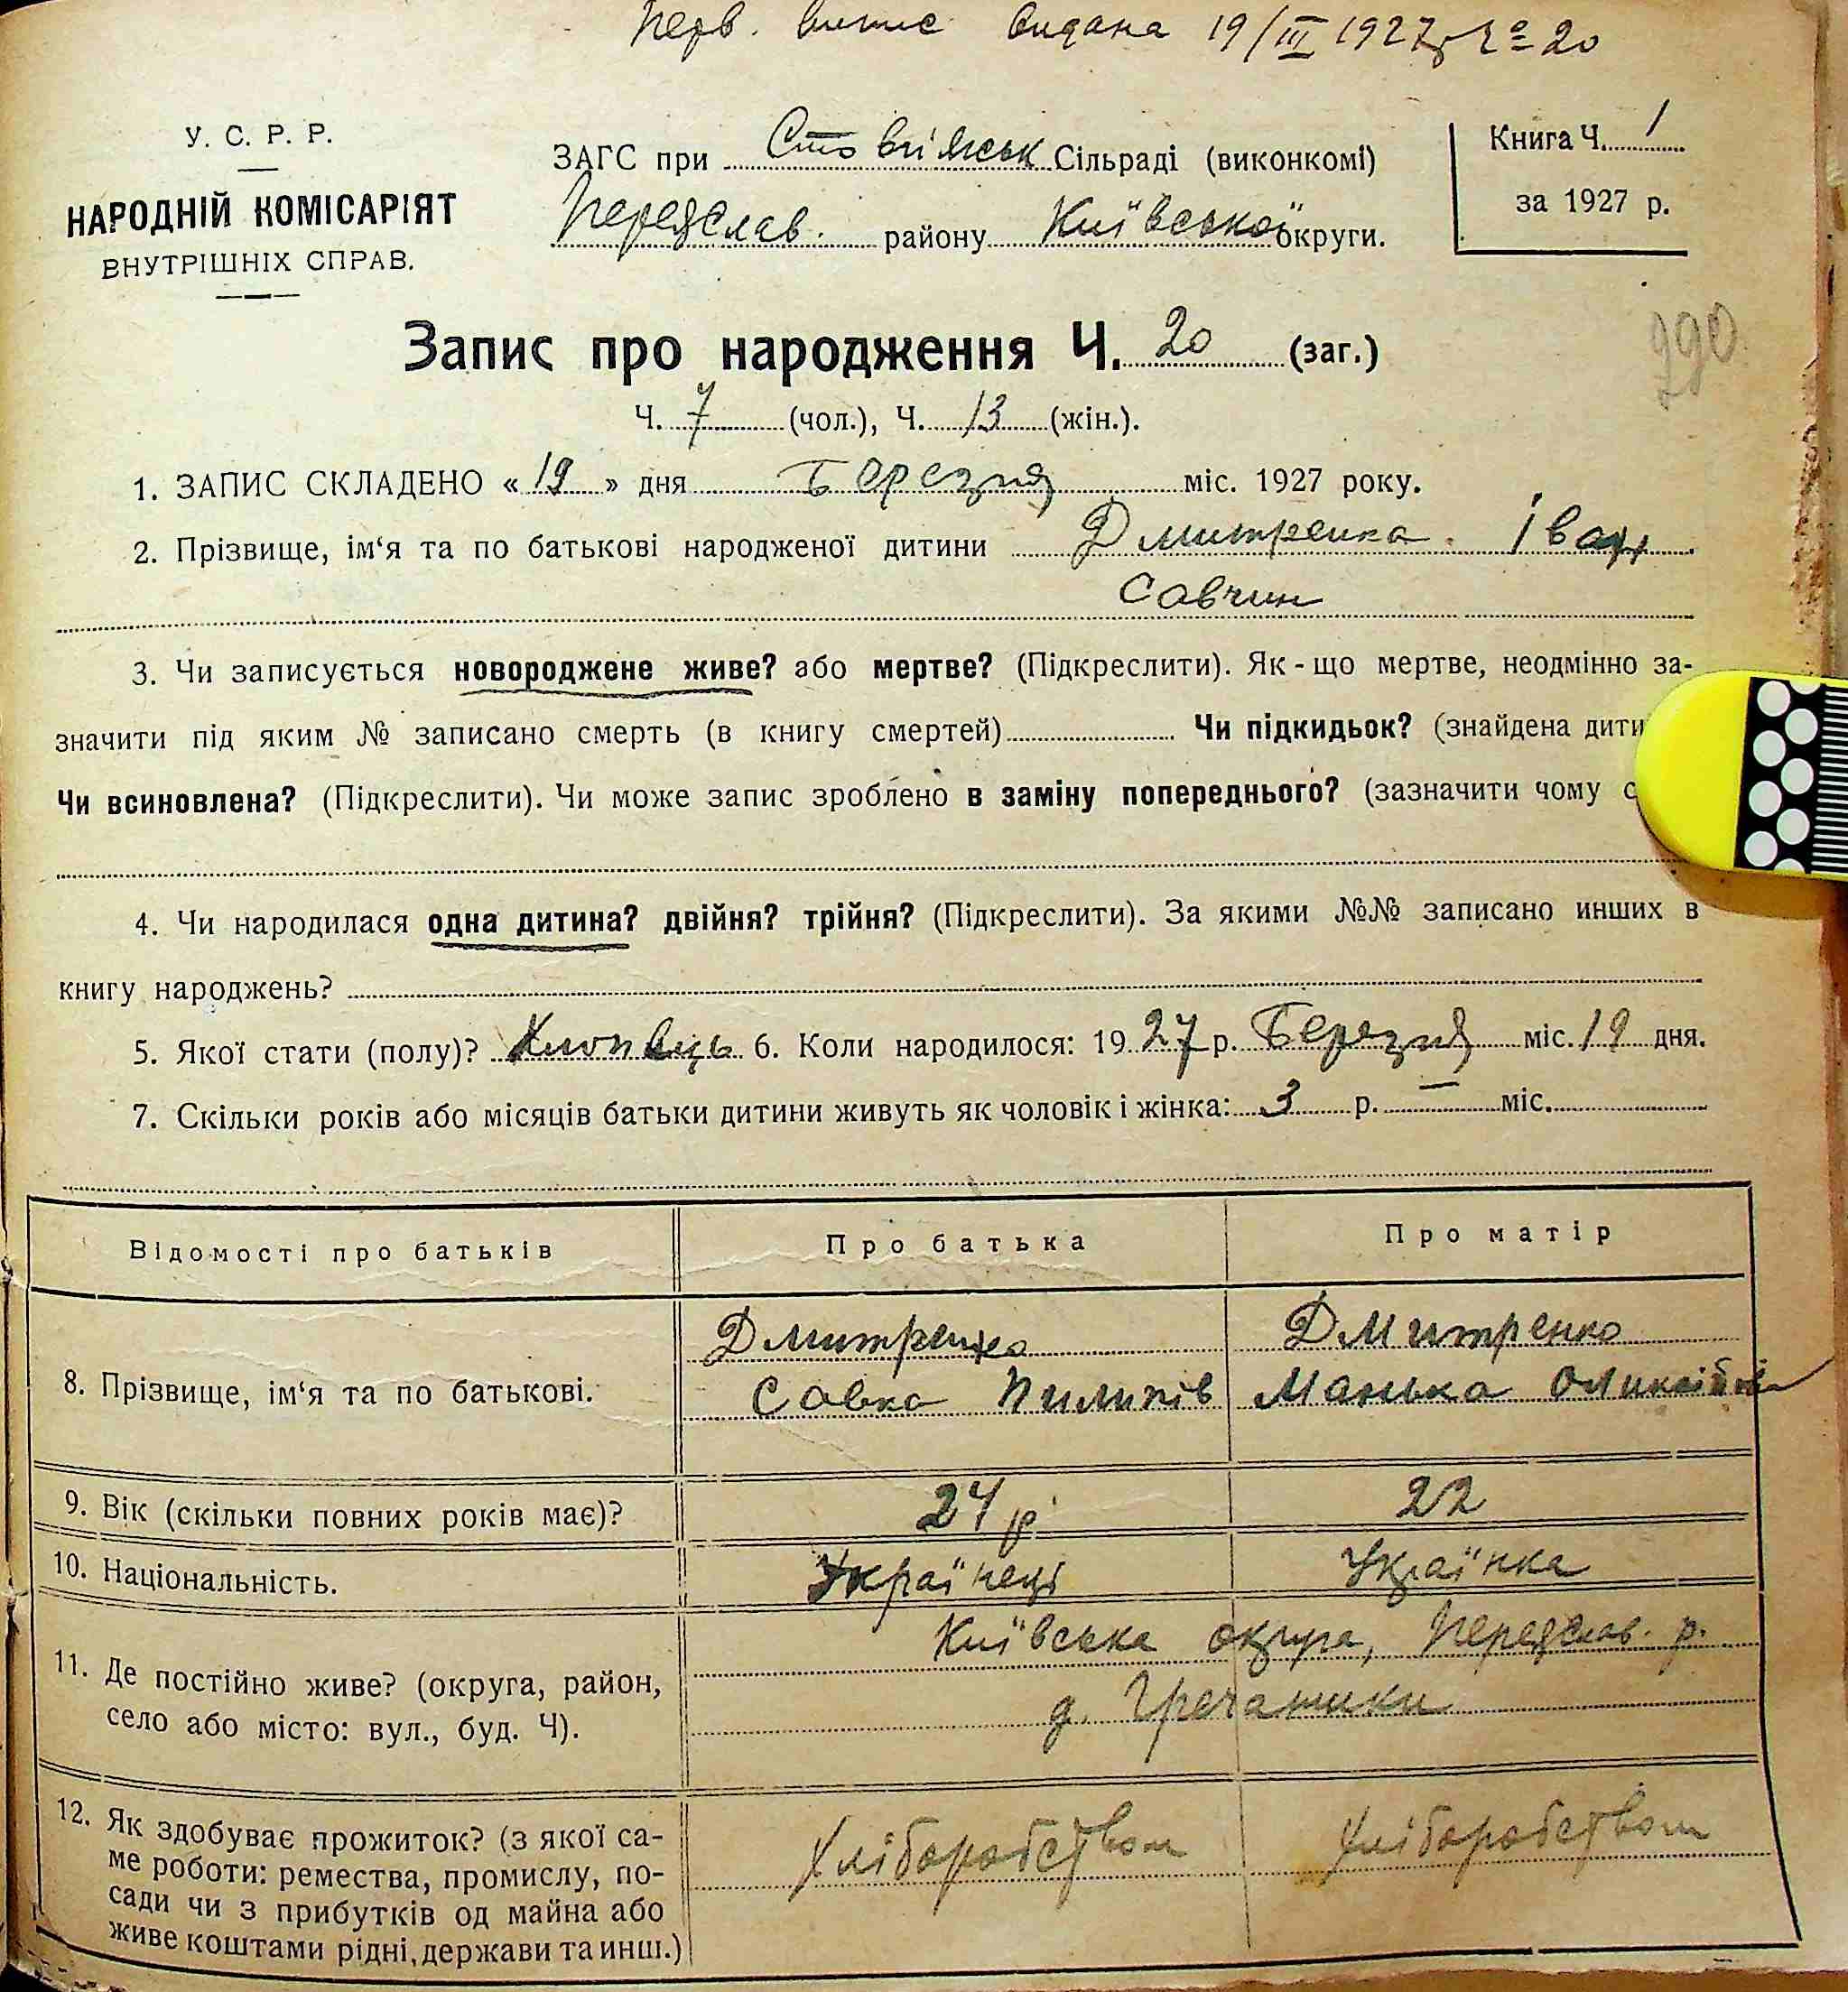 Перв. випис видана 19/III 1927 р. № 20
У. С. Р. Р.
НАРОДНІЙ КОМІСАРІЯТ
ВНУТРІШНІХ СПРАВ.
ЗАГС при Стовп'яськ Сільраді (виконкомі)
Переяслав. району Київської округи.
Книга Ч. 1
за 1927 р.
290
Запис про народження Ч. 20 (заг.)
Ч. 7 (чол.), Ч. 13 (жін.).
1. ЗАПИС СКЛАДЕНО « 19 » дня Березня міс. 1927 року.
2. Прізвище, ім‘я та по батькові народженої дитини Дмитренко Іван
Савчин
3. Чи записується новороджене живе? або мертве? (Підкреслити). Як - що мертве, неодмінно за-
значити під яким № записано смерть (в книгу смертей) Чи підкидьок? (знайдена дити
Чи всиновлена? (Підкреслити). Чи може запис зроблено в заміну попереднього? (зазначити чому с
4. Чи народилася одна дитина? двійня? трійня? (Підкреслити). За якими №№ записано инших в
книгу народжень?
5. Якої стати (полу)? Хлопець 6. Коли народилося: 1927 р. Березня міс. 19 дня.
7. Скільки років або місяців батьки дитини живуть як чоловік і жінка: 3 р. — міс.
Відомості про батьків Про батька Про матір
8. Прізвище, ім‘я та по батькові.
Дмитренко
Савка Пилипів
Дмитренко
Манька
9. Вік (скільки повних років має)? 24 р 22
10. Національність. Українець Українка
11. Де постійно живе? (округа, район,
село або місто: вул., буд. Ч).
Київська округа, Переяслав. р.
д. Гречаники
12. Як здобуває прожиток? (з якої са-
ме роботи: ремества, промислу, по-
сади чи з прибутків од майна або
живе коштами рідні, держави та инш.)
Хліборобством Хліборобством